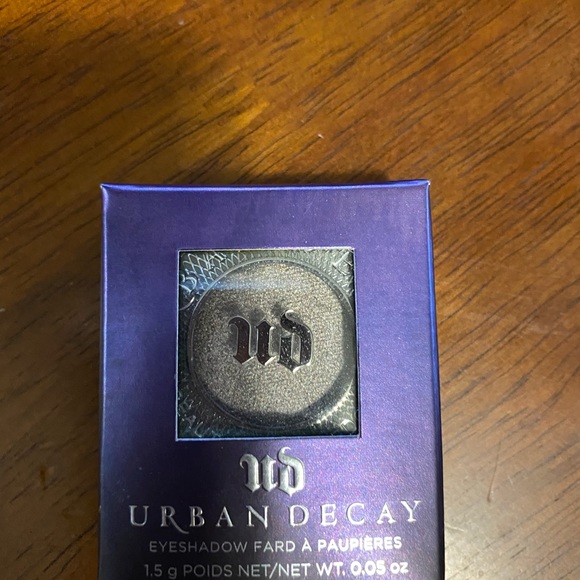 ud
ud
URBAN DECAY
EYESHADOW FARD À PAUPIÈRES
1.5 g POIDS NET/NET WT. 0.05 oz